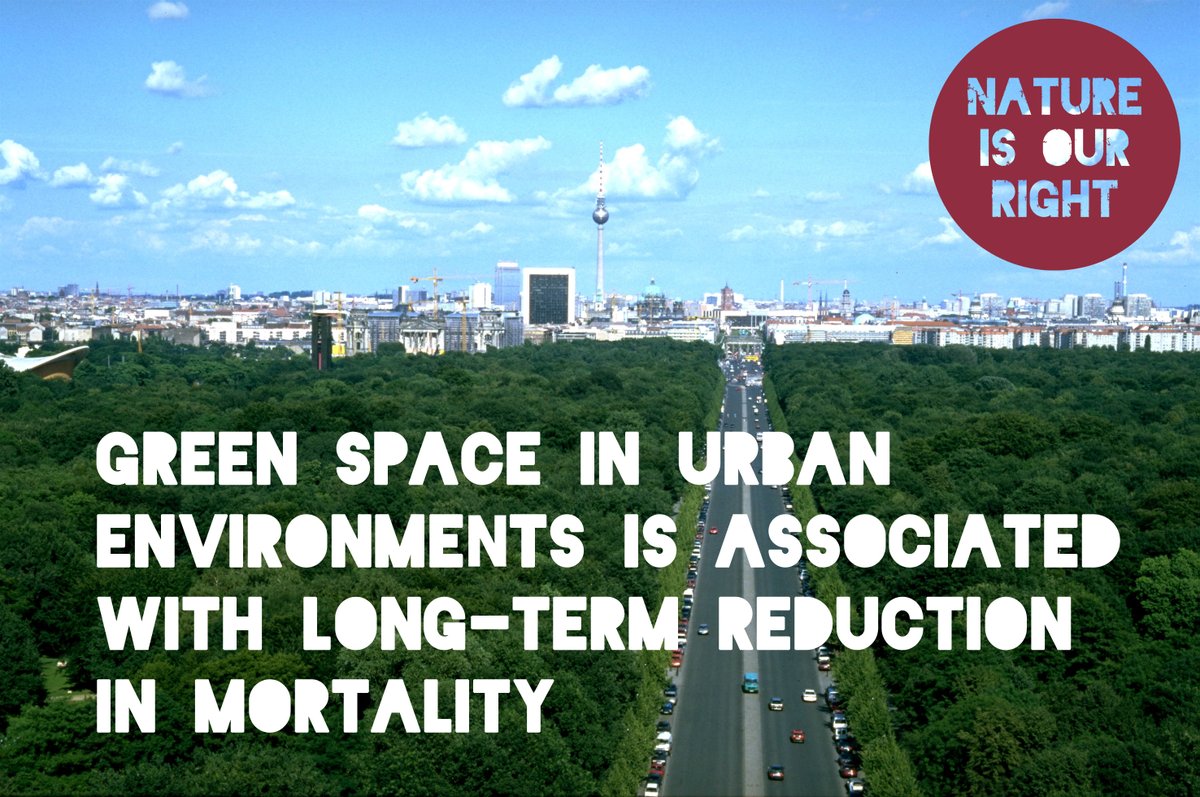 NATURE
IS OUR
RIGHT
GREEN SPACE IN URBAN
ENVIRONMENTS IS ASSOCIATED
WITH LONG-TERM REDUCTION
IN MORTALITY